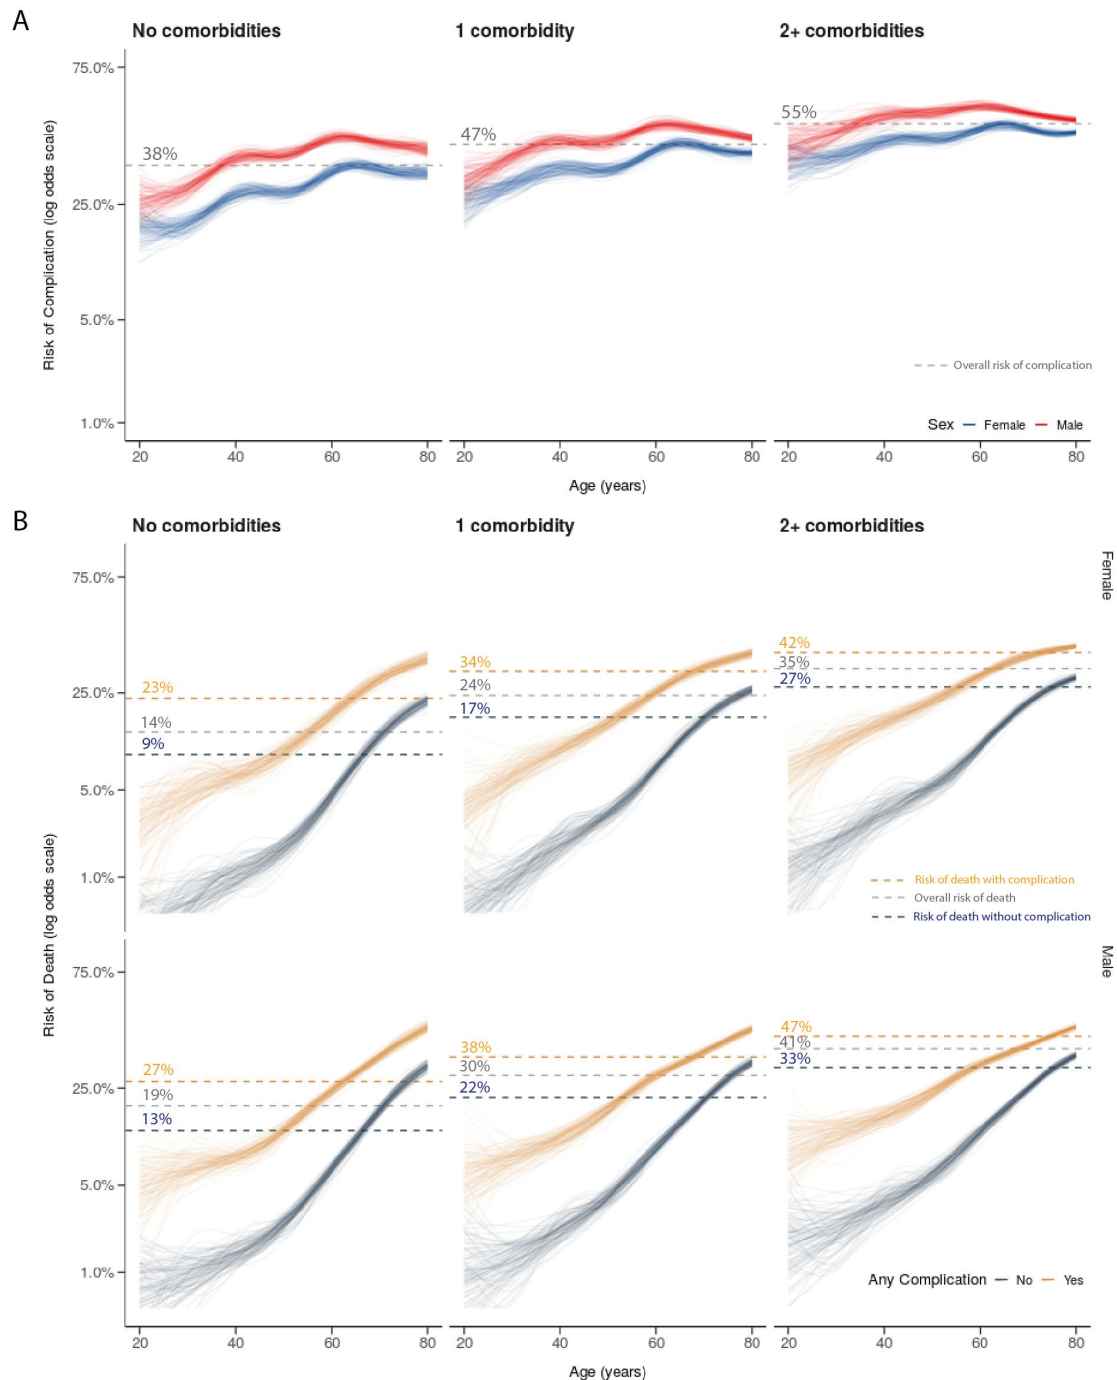 A
No comorbidities
1 comorbidity
2+ comorbidities
Risk of Complication (log odds scale)
75.0%
25.0%
5.0%
1.0%
38%
47%
55%
Overall risk of complication
Sex Female Male
20 40 60 80
20 40 60 80
20 40 60 80
Age (years)
B
No comorbidities
1 comorbidity
2+ comorbidities
Female
Risk of Death (log odds scale)
75.0%
25.0%
5.0%
1.0%
23%
14%
9%
34%
24%
17%
42%
35%
27%
Risk of death with complication
Overall risk of death
Risk of death without complication
Male
75.0%
25.0%
5.0%
1.0%
27%
19%
13%
38%
30%
22%
47%
41%
33%
Any Complication No Yes
20 40 60 80
20 40 60 80
20 40 60 80
Age (years)